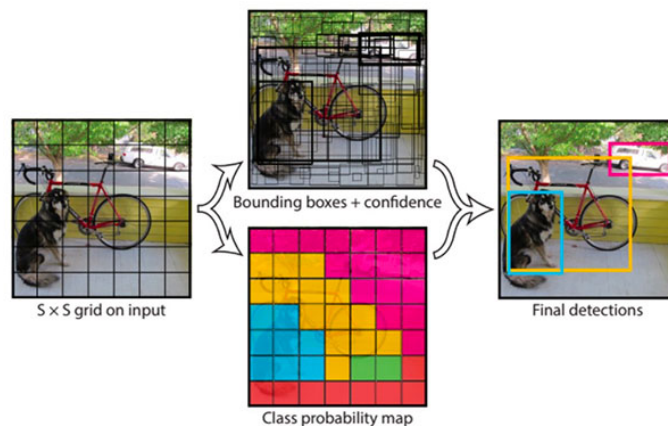 Bounding boxes + confidence
S × S grid on input
Final detections
Class probability map